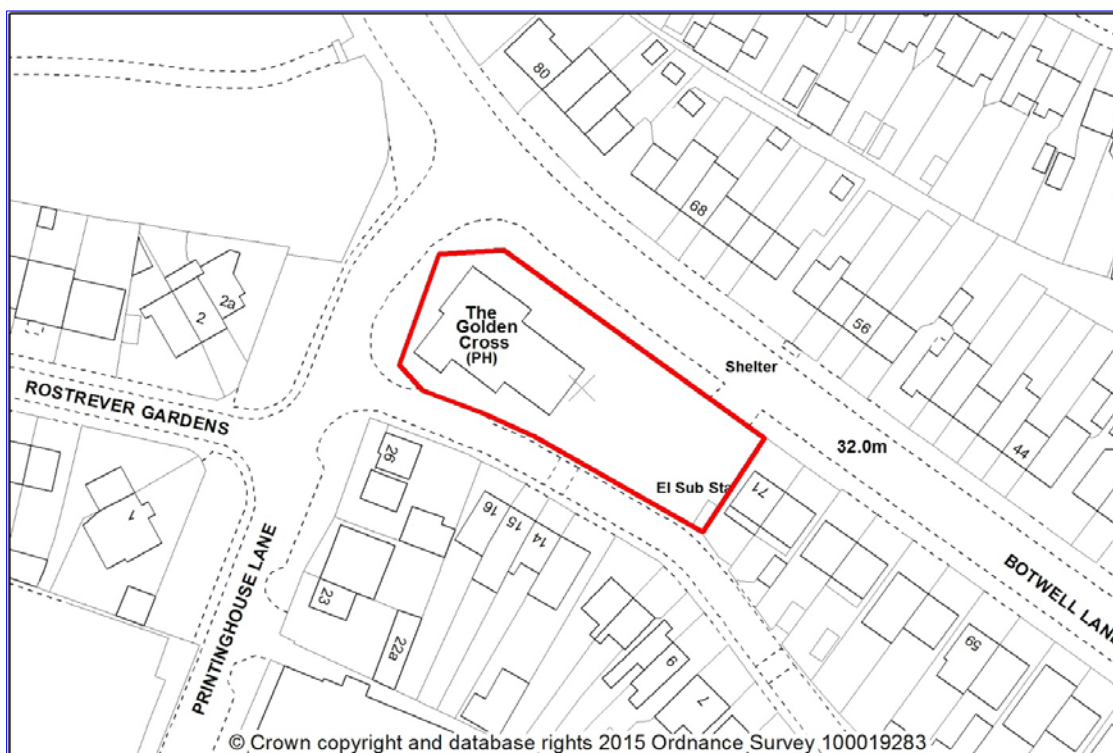 80
68
2a
2
The
Golden
Cross
(PH)
56
Shelter
ROSTREVER GARDENS
32.0m
44
26
El Sub Sta
71
16
15
14
1
BOTWELL LANE
23
22a
59
9
7
PRINTINGHOUSE LANE
© Crown copyright and database rights 2015 Ordnance Survey 100019283